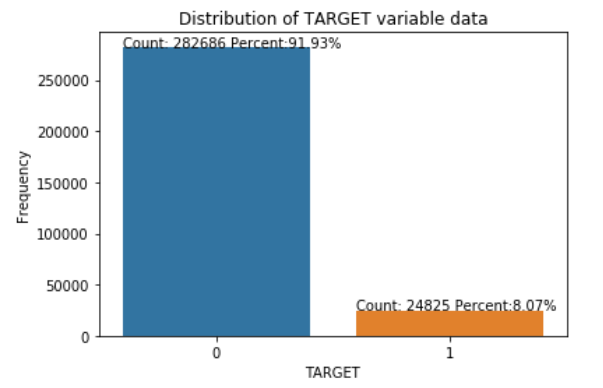 Distribution of TARGET variable data
Count: 282686 Percent:91.93%
250000
200000
150000
100000
50000
0
Frequency
Count: 24825 Percent:8.07%
0
1
TARGET